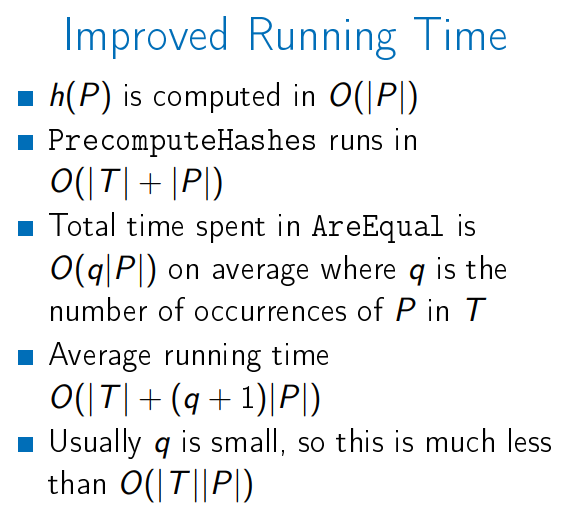 Improved Running Time
■ h(P) is computed in O(|P|)
■ PrecomputeHashes runs in
O(|T| + |P|)
■ Total time spent in AreEqual is
O(q|P|) on average where q is the
number of occurrences of P in T
■ Average running time
O(|T| + (q + 1)|P|)
■ Usually q is small, so this is much less
than O(|T||P|)